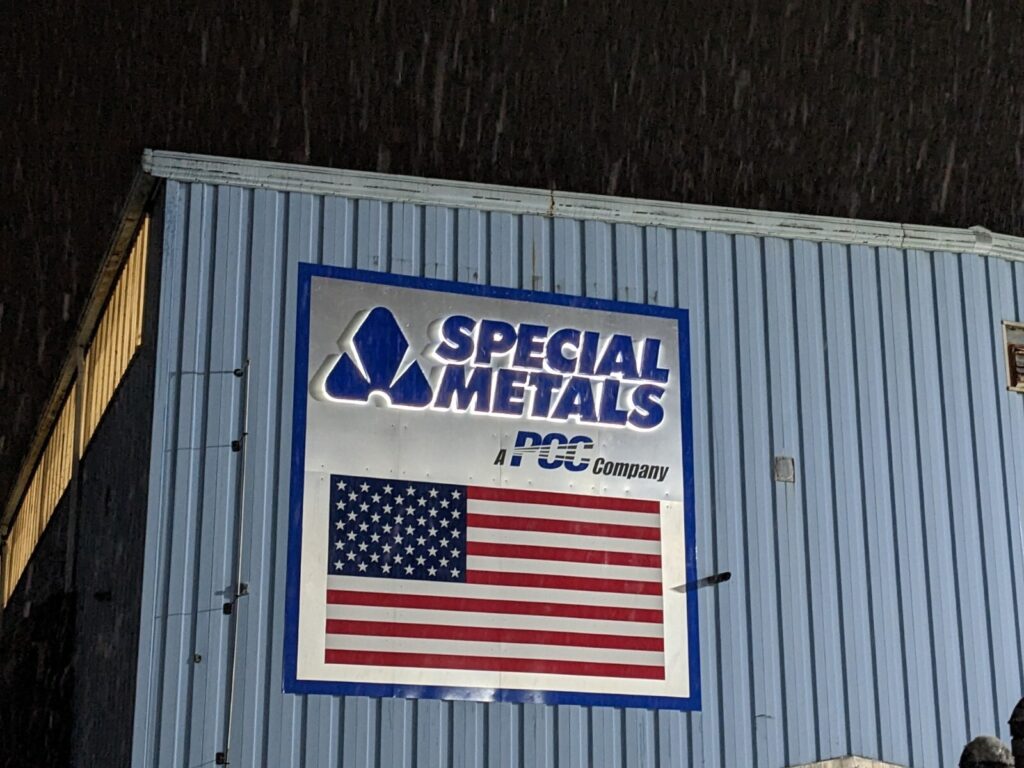 SPECIAL
METALS
A PCC Company